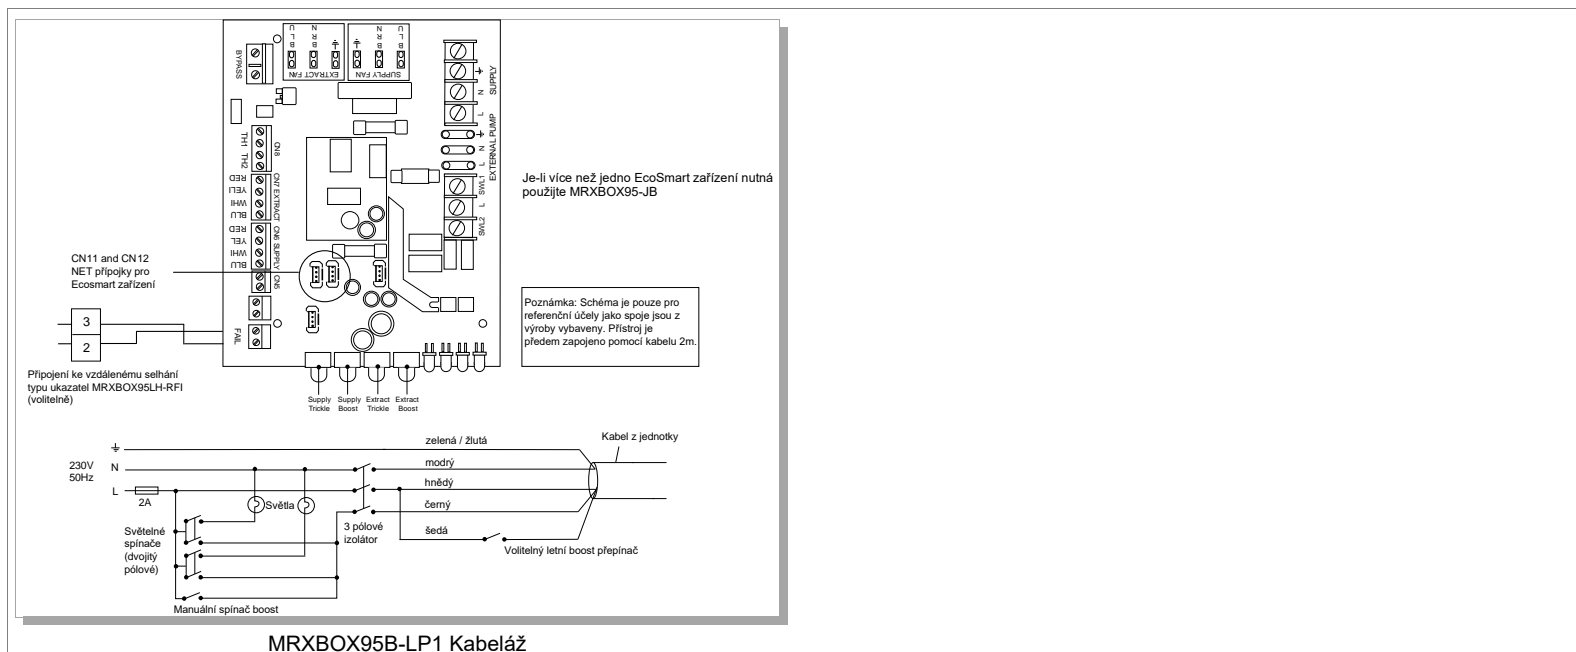 U L B
N R B
EXTRACT FAN
N R B
U L B
SUPPLY FAN
BYPASS
SUPPLY
N
L
EXTERNAL PUMP
N
L
SWL1
L
SWL2
TH1
TH2
CN8
RED
YELl
WHI
BLU
CN7 EXTRACT
RED
YEL
WHI
BLU
CN6 SUPPLY
CN5
FAIL
Je-li více než jedno EcoSmart zařízení nutná
použijte MRXBOX95-JB
CN11 and CN12
NET přípojky pro
Ecosmart zařízení
3
2
Připojení ke vzdálenému selhání
typu ukazatel MRXBOX95LH-RFI
(volitelně)
Poznámka: Schéma je pouze pro
referenční účely jako spoje jsou z
výroby vybaveny. Přístroj je
předem zapojeno pomocí kabelu 2m.
Supply
Trickle
Supply
Boost
Extract
Trickle
Extract
Boost
zelená / žlutá
Kabel z jednotky
230V
50Hz
N
modrý
L
2A
hnědý
Světla
černý
3 pólové
izolátor
šedá
Světelné
spínače
(dvojitý
pólové)
Volitelný letní boost přepínač
Manuální spínač boost
MRXBOX95B-LP1 Kabeláž